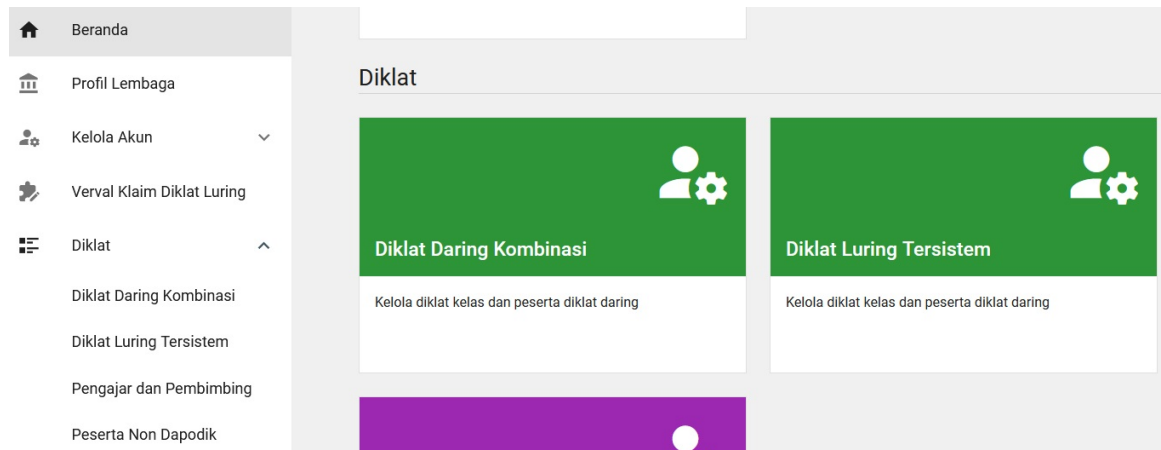 Beranda
Profil Lembaga
Kelola Akun
Verval Klaim Diklat Luring
Diklat
Diklat Daring Kombinasi
Diklat Luring Tersistem
Pengajar dan Pembimbing
Peserta Non Dapodik
Diklat
Diklat Daring Kombinasi
Kelola diklat kelas dan peserta diklat daring
Diklat Luring Tersistem
Kelola diklat kelas dan peserta diklat daring